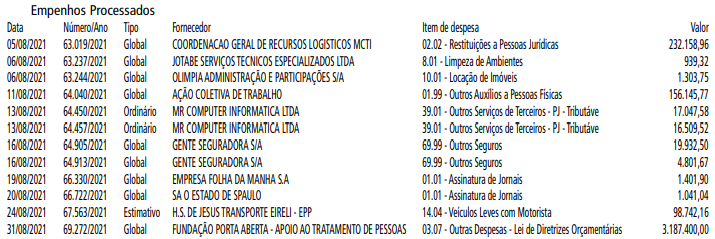 Empenhos Processados
Data Número/Ano Tipo Fornecedor Item de despesa Valor
05/08/2021 63.019/2021 Global COORDENACAO GERAL DE RECURSOS LOGISTICOS MCTI 02.02 - Restituições a Pessoas Jurídicas 232.158,96
06/08/2021 63.237/2021 Global JOTABE SERVIÇOS TECNICOS ESPECIALIZADOS LTDA 8.01 - Limpeza de Ambientes 939,32
06/08/2021 63.244/2021 Global OLIMPIA ADMINISTRAÇÃO E PARTICIPAÇÕES S/A 10.01 - Locação de Imóveis 1.303,75
11/08/2021 64.040/2021 Global AÇÃO COLETIVA DE TRABALHO 01.99 - Outros Auxílios a Pessoas Físicas 156.145,77
13/08/2021 64.450/2021 Ordinário MR COMPUTER INFORMATICA LTDA 39.01 - Outros Serviços de Terceiros - PJ - Tributáve 17.047,58
13/08/2021 64.457/2021 Ordinário MR COMPUTER INFORMATICA LTDA 39.01 - Outros Serviços de Terceiros - PJ - Tributáve 16.509,52
16/08/2021 64.905/2021 Global GENTE SEGURADORA S/A 69.99 - Outros Seguros 19.932,50
16/08/2021 64.913/2021 Global GENTE SEGURADORA S/A 69.99 - Outros Seguros 4.801,67
19/08/2021 66.330/2021 Global EMPRESA FOLHA DA MANHA S.A 01.01 - Assinatura de Jornais 1.401,90
20/08/2021 66.722/2021 Global SA O ESTADO DE SPAULO 01.01 - Assinatura de Jornais 1.041,04
24/08/2021 67.563/2021 Estimativo H.S. DE JESUS TRANSPORTE EIRELI - EPP 14.04 - Veículos Leves com Motorista 98.742,16
31/08/2021 69.272/2021 Global FUNDAÇÃO PORTA ABERTA - APOIO AO TRATAMENTO DE PESSOAS 03.07 - Outras Despesas - Lei de Diretrizes Orçamentárias 3.187.400,00